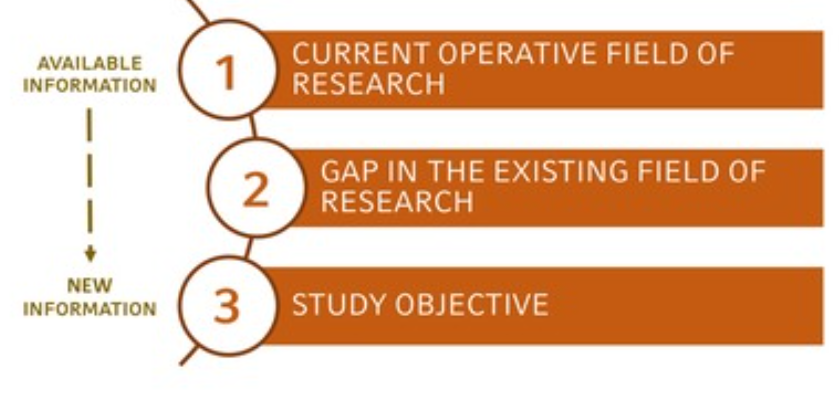 AVAILABLE
INFORMATION
NEW
INFORMATION
1
CURRENT OPERATIVE FIELD OF
RESEARCH
2
GAP IN THE EXISTING FIELD OF
RESEARCH
3
STUDY OBJECTIVE